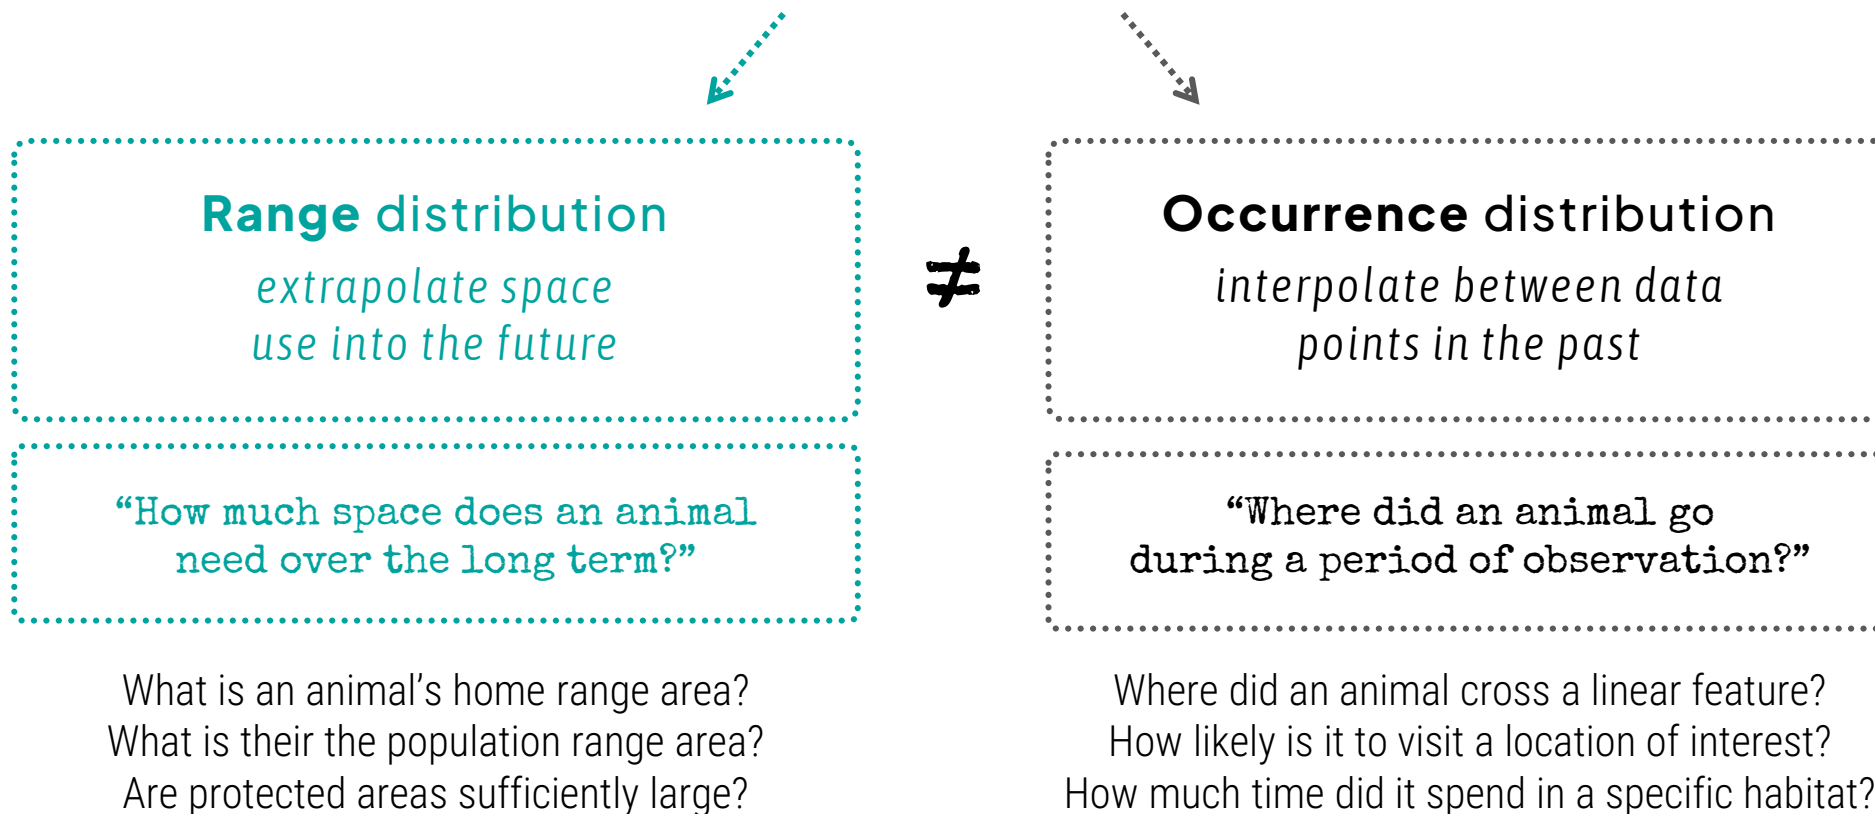 Range distribution
extrapolate space
use into the future
“How much space does an animal
need over the long term?”
What is an animal’s home range area?
What is their the population range area?
Are protected areas sufficiently large?
≠
Occurrence distribution
interpolate between data
points in the past
“Where did an animal go
during a period of observation?”
Where did an animal cross a linear feature?
How likely is it to visit a location of interest?
How much time did it spend in a specific habitat?